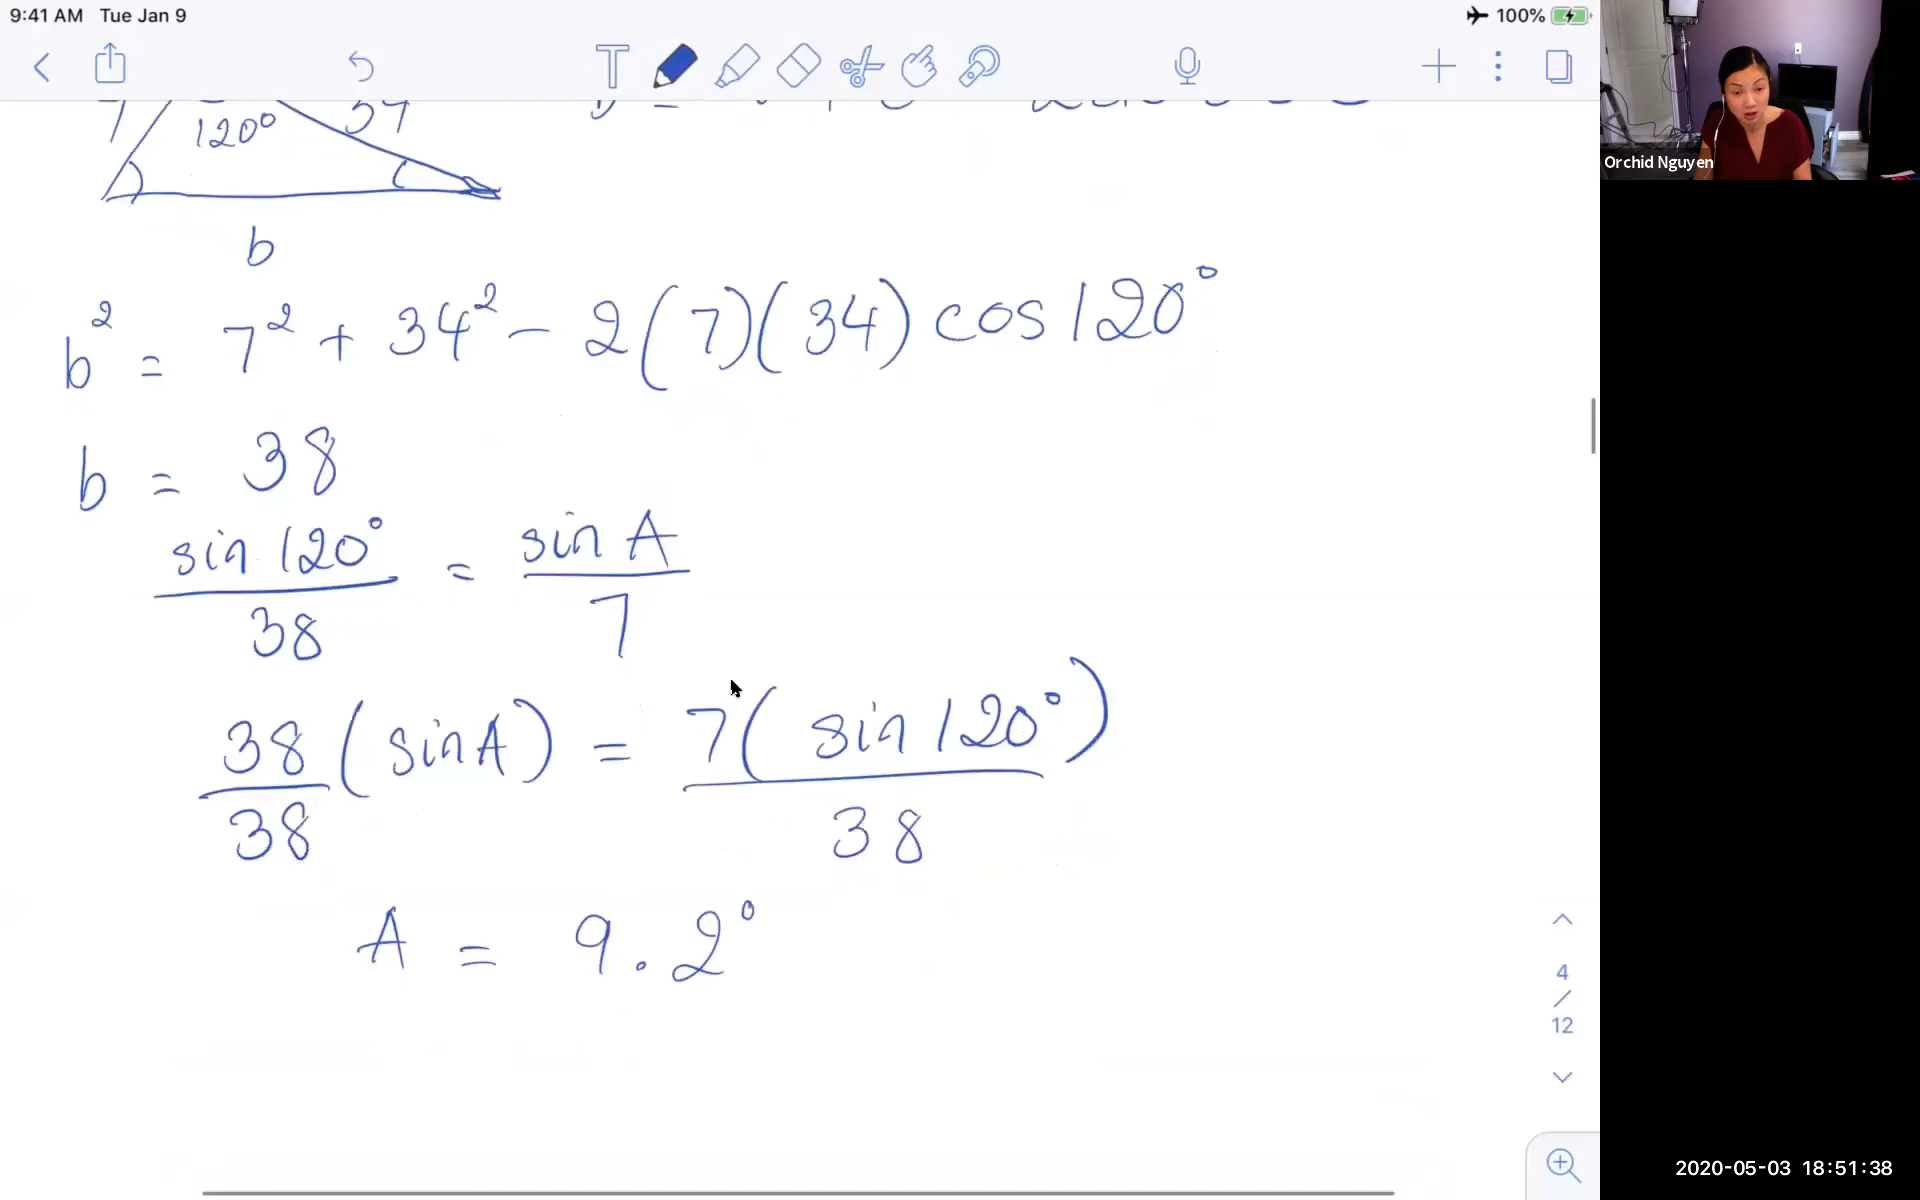 9:41 AM Tue Jan 9
100%
Orchid Nguyen
7
120°
b
b² = 7² + 34² - 2(7)(34) cos 120°
b = 38
sin 120° / 38 = sin A / 7
38/38 (sin A) = 7(sin 120°) / 38
A = 9.2°
4
/
12
2020-05-03 18:51:38